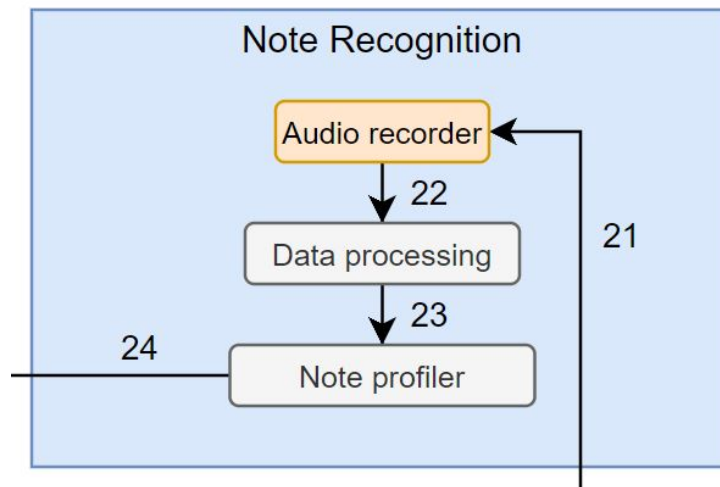 Note Recognition
Audio recorder
22
21
Data processing
23
24
Note profiler